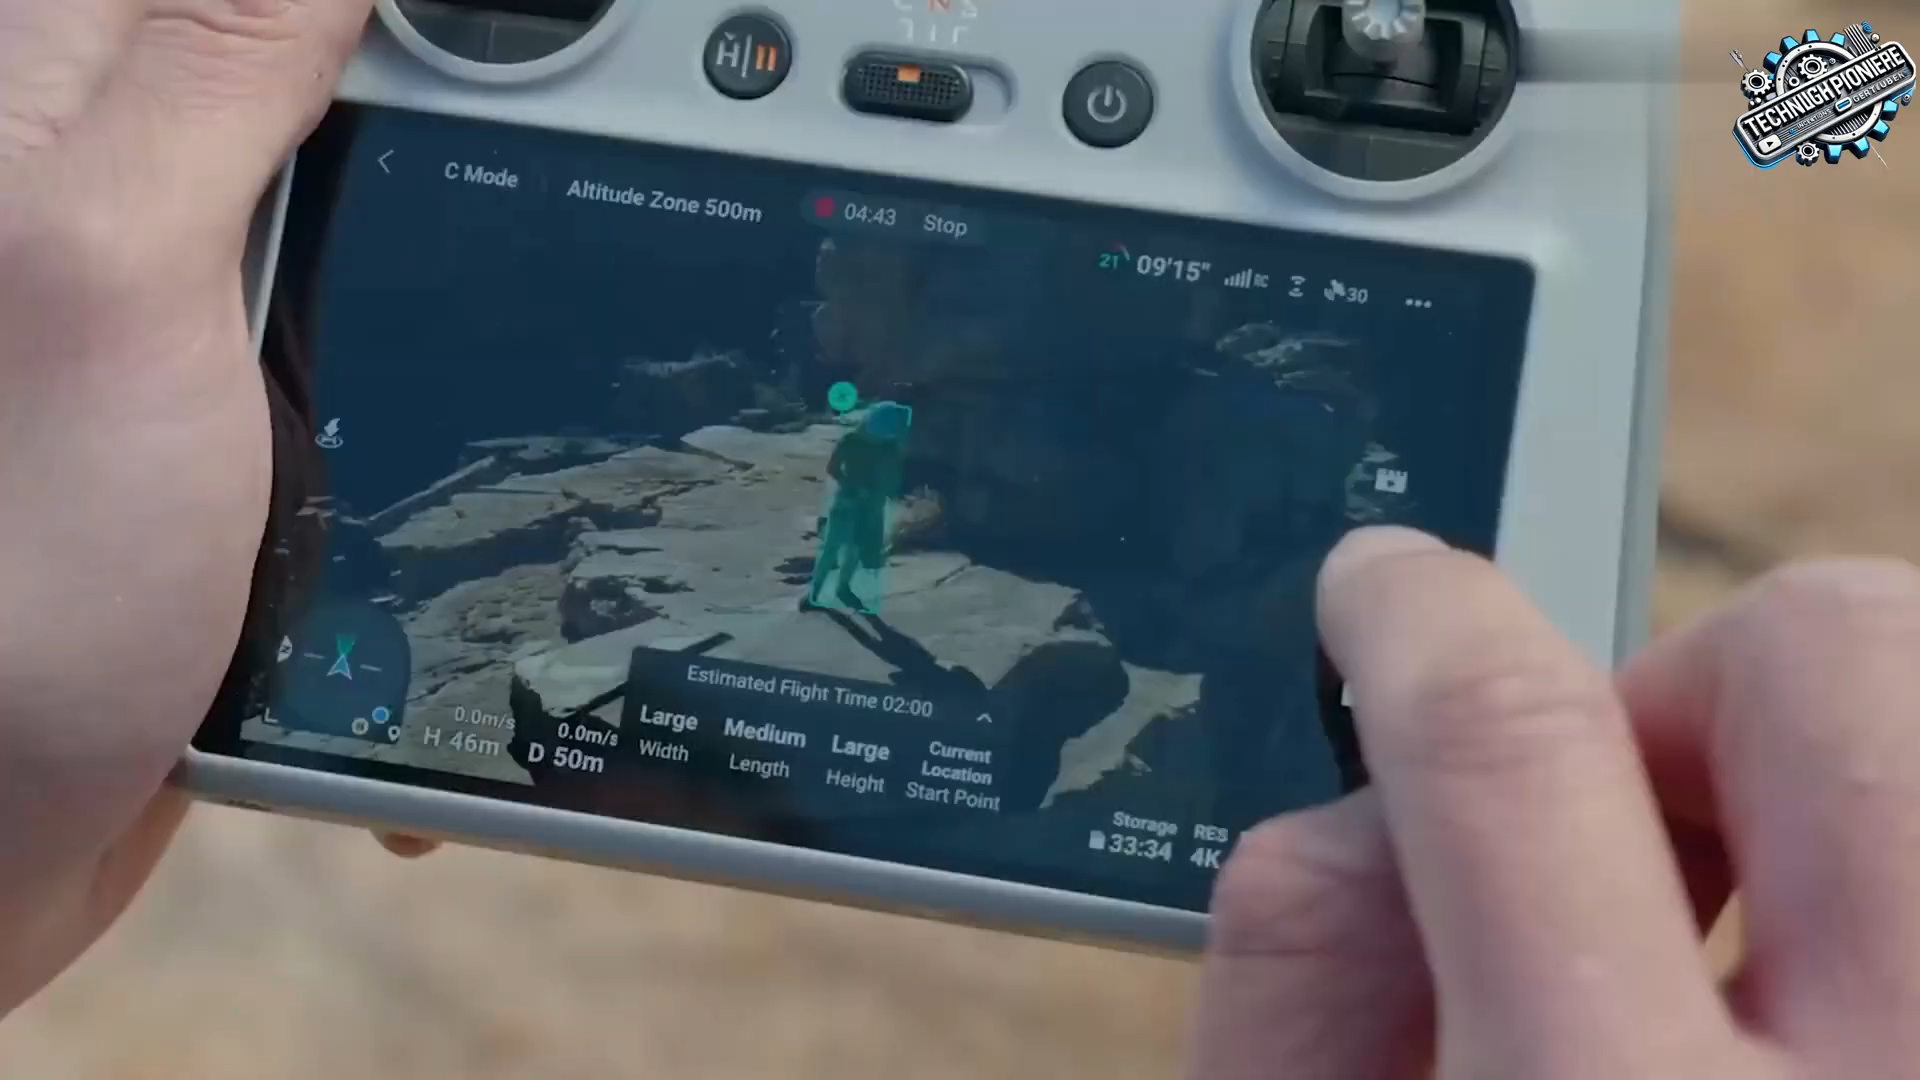 C N S
H
C Mode
Altitude Zone 500m
04:43 Stop
21 09'15" RC 30
Estimated Flight Time 02:00
Large Medium Large Current Location
Width Length Height Start Point
0.0m/s 0.0m/s
H 46m D 50m
Storage RES
33:34 4K